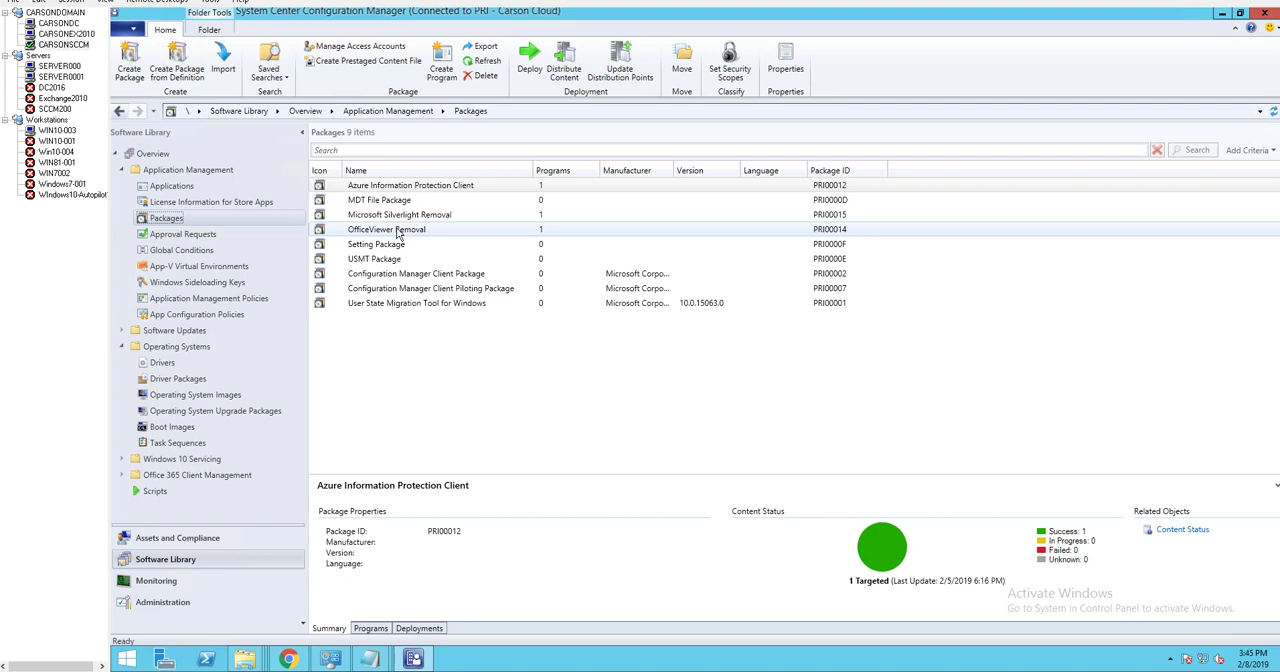 File Edit Session View Remote Desktops Tools Help
CARSONDOMAIN
CARSONDC
CARSONEX2010
CARSONSCCM
Servers
SERVER000
SERVER0001
DC2016
Exchange2010
SCCM200
Workstations
WIN10-003
WIN10-001
Win10-004
WIN81-001
WIN7002
Windows7-001
WIndows10-Autopilot
Folder Tools
System Center Configuration Manager (Connected to PRI - Carson Cloud)
Home
Folder
Create Package
Create Package from Definition
Import
Create
Saved Searches
Search
Manage Access Accounts
Create Prestaged Content File
Create Program
Export
Refresh
Delete
Package
Deploy
Distribute Content
Update Distribution Points
Deployment
Move
Move
Set Security Scopes
Classify
Properties
Properties
\ Software Library Overview Application Management Packages
Software Library
Overview
Application Management
Applications
License Information for Store Apps
Packages
Approval Requests
Global Conditions
App-V Virtual Environments
Windows Sideloading Keys
Application Management Policies
App Configuration Policies
Software Updates
Operating Systems
Drivers
Driver Packages
Operating System Images
Operating System Upgrade Packages
Boot Images
Task Sequences
Windows 10 Servicing
Office 365 Client Management
Scripts
Assets and Compliance
Software Library
Monitoring
Administration
Packages 9 items
Search
Search
Add Criteria
Icon Name Programs Manufacturer Version Language Package ID
Azure Information Protection Client 1 PRI00012
MDT File Package 0 PRI0000D
Microsoft Silverlight Removal 1 PRI00015
OfficeViewer Removal 1 PRI00014
Setting Package 0 PRI0000F
USMT Package 0 PRI0000E
Configuration Manager Client Package 0 Microsoft Corpo... PRI00002
Configuration Manager Client Piloting Package 0 Microsoft Corpo... PRI00007
User State Migration Tool for Windows 0 Microsoft Corpo... 10.0.15063.0 PRI00001
Azure Information Protection Client
Package Properties
Package ID: PRI00012
Manufacturer:
Version:
Language:
Content Status
Success: 1
In Progress: 0
Failed: 0
Unknown: 0
1 Targeted (Last Update: 2/5/2019 6:16 PM)
Related Objects
Content Status
Activate Windows
Go to System in Control Panel to activate Windows.
Summary Programs Deployments
Ready
3:45 PM
2/8/2019